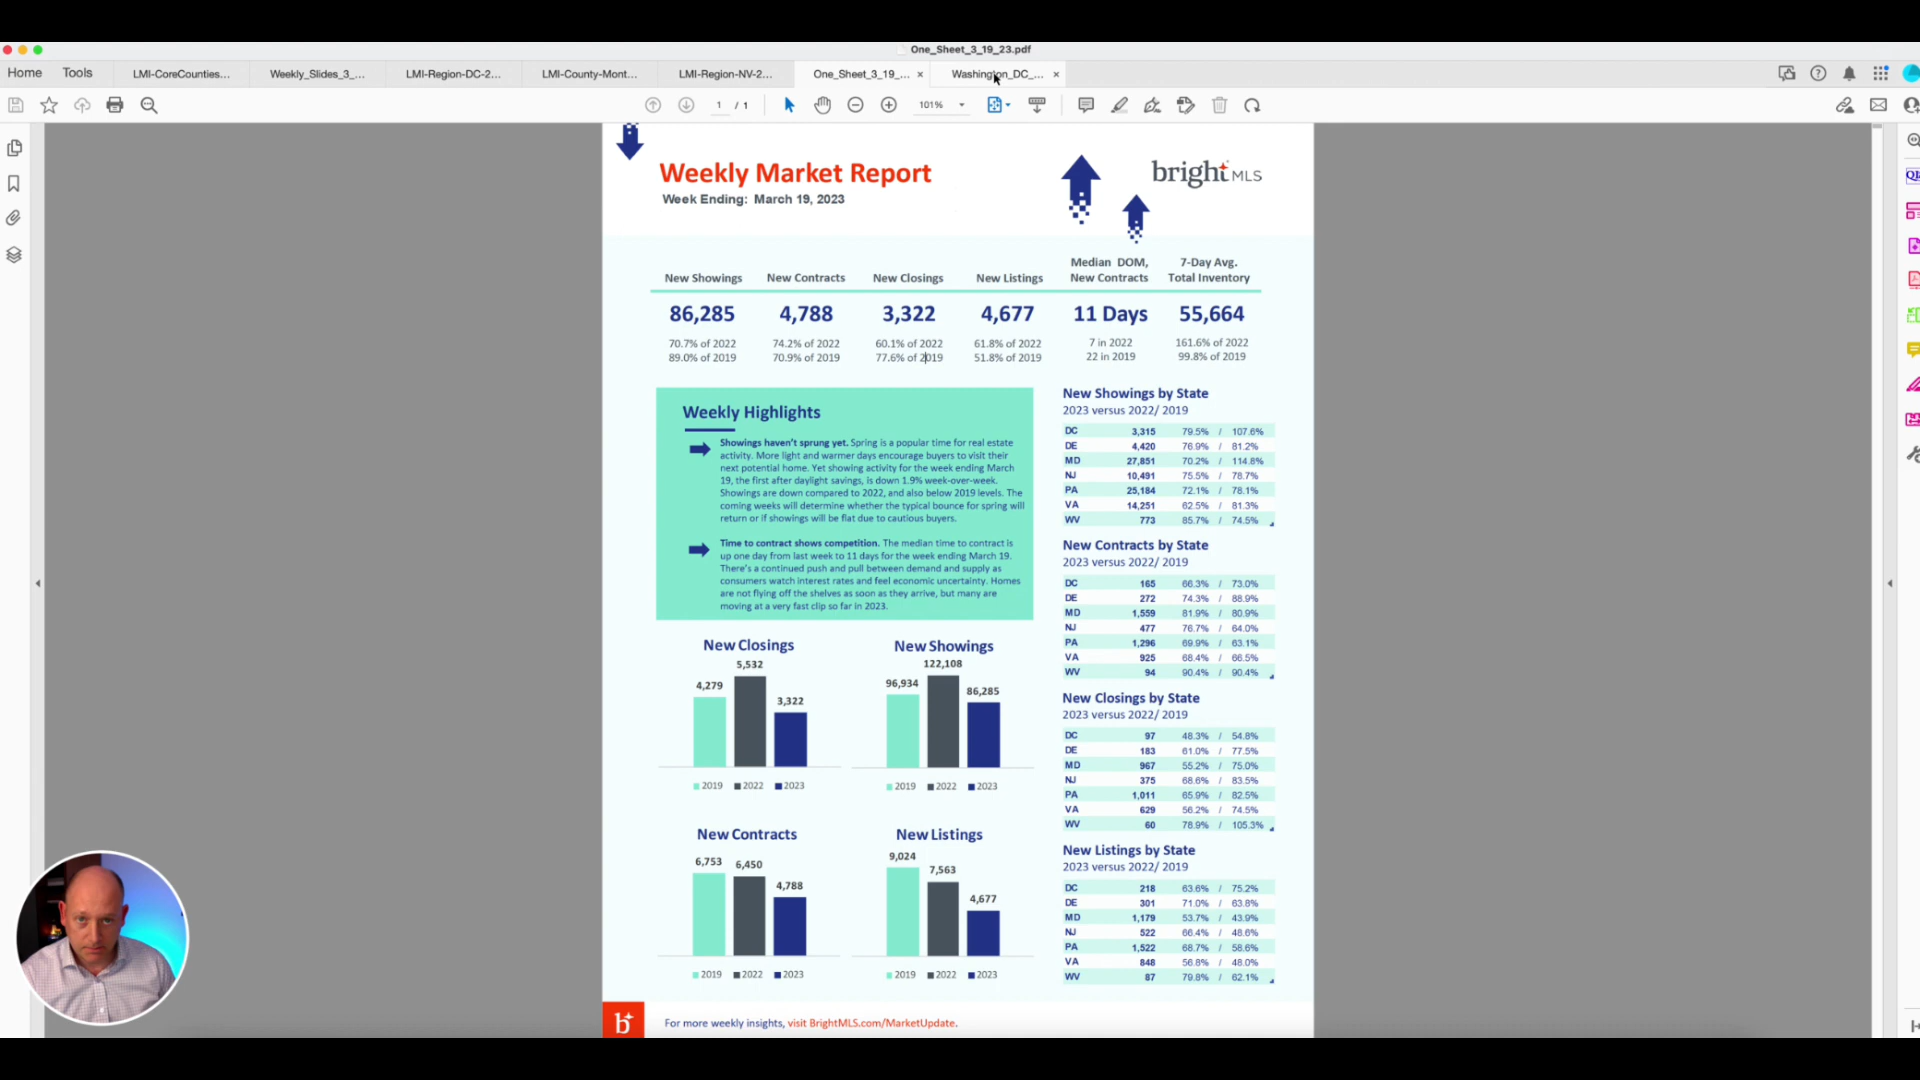 One_Sheet_3_19_23.pdf
Home Tools LMI-CoreCounties... Weekly_Slides_3_... LMI-Region-DC-2... LMI-County-Mont... LMI-Region-NV-2... One_Sheet_3_19_... × Washington_DC_... ×
1 / 1 101%
Weekly Market Report
Week Ending: March 19, 2023
bright MLS
New Showings New Contracts New Closings New Listings Median DOM, New Contracts 7-Day Avg. Total Inventory
86,285 4,788 3,322 4,677 11 Days 55,664
70.7% of 2022 74.2% of 2022 60.1% of 2022 61.8% of 2022 7 in 2022 161.6% of 2022
89.0% of 2019 70.9% of 2019 77.6% of 2019 51.8% of 2019 22 in 2019 99.8% of 2019
Weekly Highlights
Showings haven't sprung yet. Spring is a popular time for real estate
activity. More light and warmer days encourage buyers to visit their
next potential home. Yet showing activity for the week ending March
19, the first after daylight savings, is down 1.9% week-over-week.
Showings are down compared to 2022, and also below 2019 levels. The
coming weeks will determine whether the typical bounce for spring will
return or if showings will be flat due to cautious buyers.
Time to contract shows competition. The median time to contract is
up one day from last week to 11 days for the week ending March 19.
There's a continued push and pull between demand and supply as
consumers watch interest rates and feel economic uncertainty. Homes
are not flying off the shelves as soon as they arrive, but many are
moving at a very fast clip so far in 2023.
New Closings
5,532
4,279
3,322
2019 2022 2023
New Showings
122,108
96,934
86,285
2019 2022 2023
New Contracts
6,753 6,450
4,788
2019 2022 2023
New Listings
9,024
7,563
4,677
2019 2022 2023
New Showings by State
2023 versus 2022/ 2019
DC 3,315 79.5% / 107.6%
DE 4,420 76.9% / 81.2%
MD 27,851 70.2% / 114.8%
NJ 10,491 75.5% / 78.7%
PA 25,184 72.1% / 78.1%
VA 14,251 62.5% / 81.3%
WV 773 85.7% / 74.5%
New Contracts by State
2023 versus 2022/ 2019
DC 165 66.3% / 73.0%
DE 272 74.3% / 88.9%
MD 1,559 81.9% / 80.9%
NJ 477 76.7% / 64.0%
PA 1,296 69.9% / 63.1%
VA 925 68.4% / 66.5%
WV 94 90.4% / 90.4%
New Closings by State
2023 versus 2022/ 2019
DC 97 48.3% / 54.8%
DE 183 61.0% / 77.5%
MD 967 55.2% / 75.0%
NJ 375 68.6% / 83.5%
PA 1,011 65.9% / 82.5%
VA 629 56.2% / 74.5%
WV 60 78.9% / 105.3%
New Listings by State
2023 versus 2022/ 2019
DC 218 63.6% / 75.2%
DE 301 71.0% / 63.8%
MD 1,179 53.7% / 43.9%
NJ 522 66.4% / 48.6%
PA 1,522 68.7% / 58.6%
VA 848 56.8% / 48.0%
WV 87 79.8% / 62.1%
b For more weekly insights, visit BrightMLS.com/MarketUpdate.